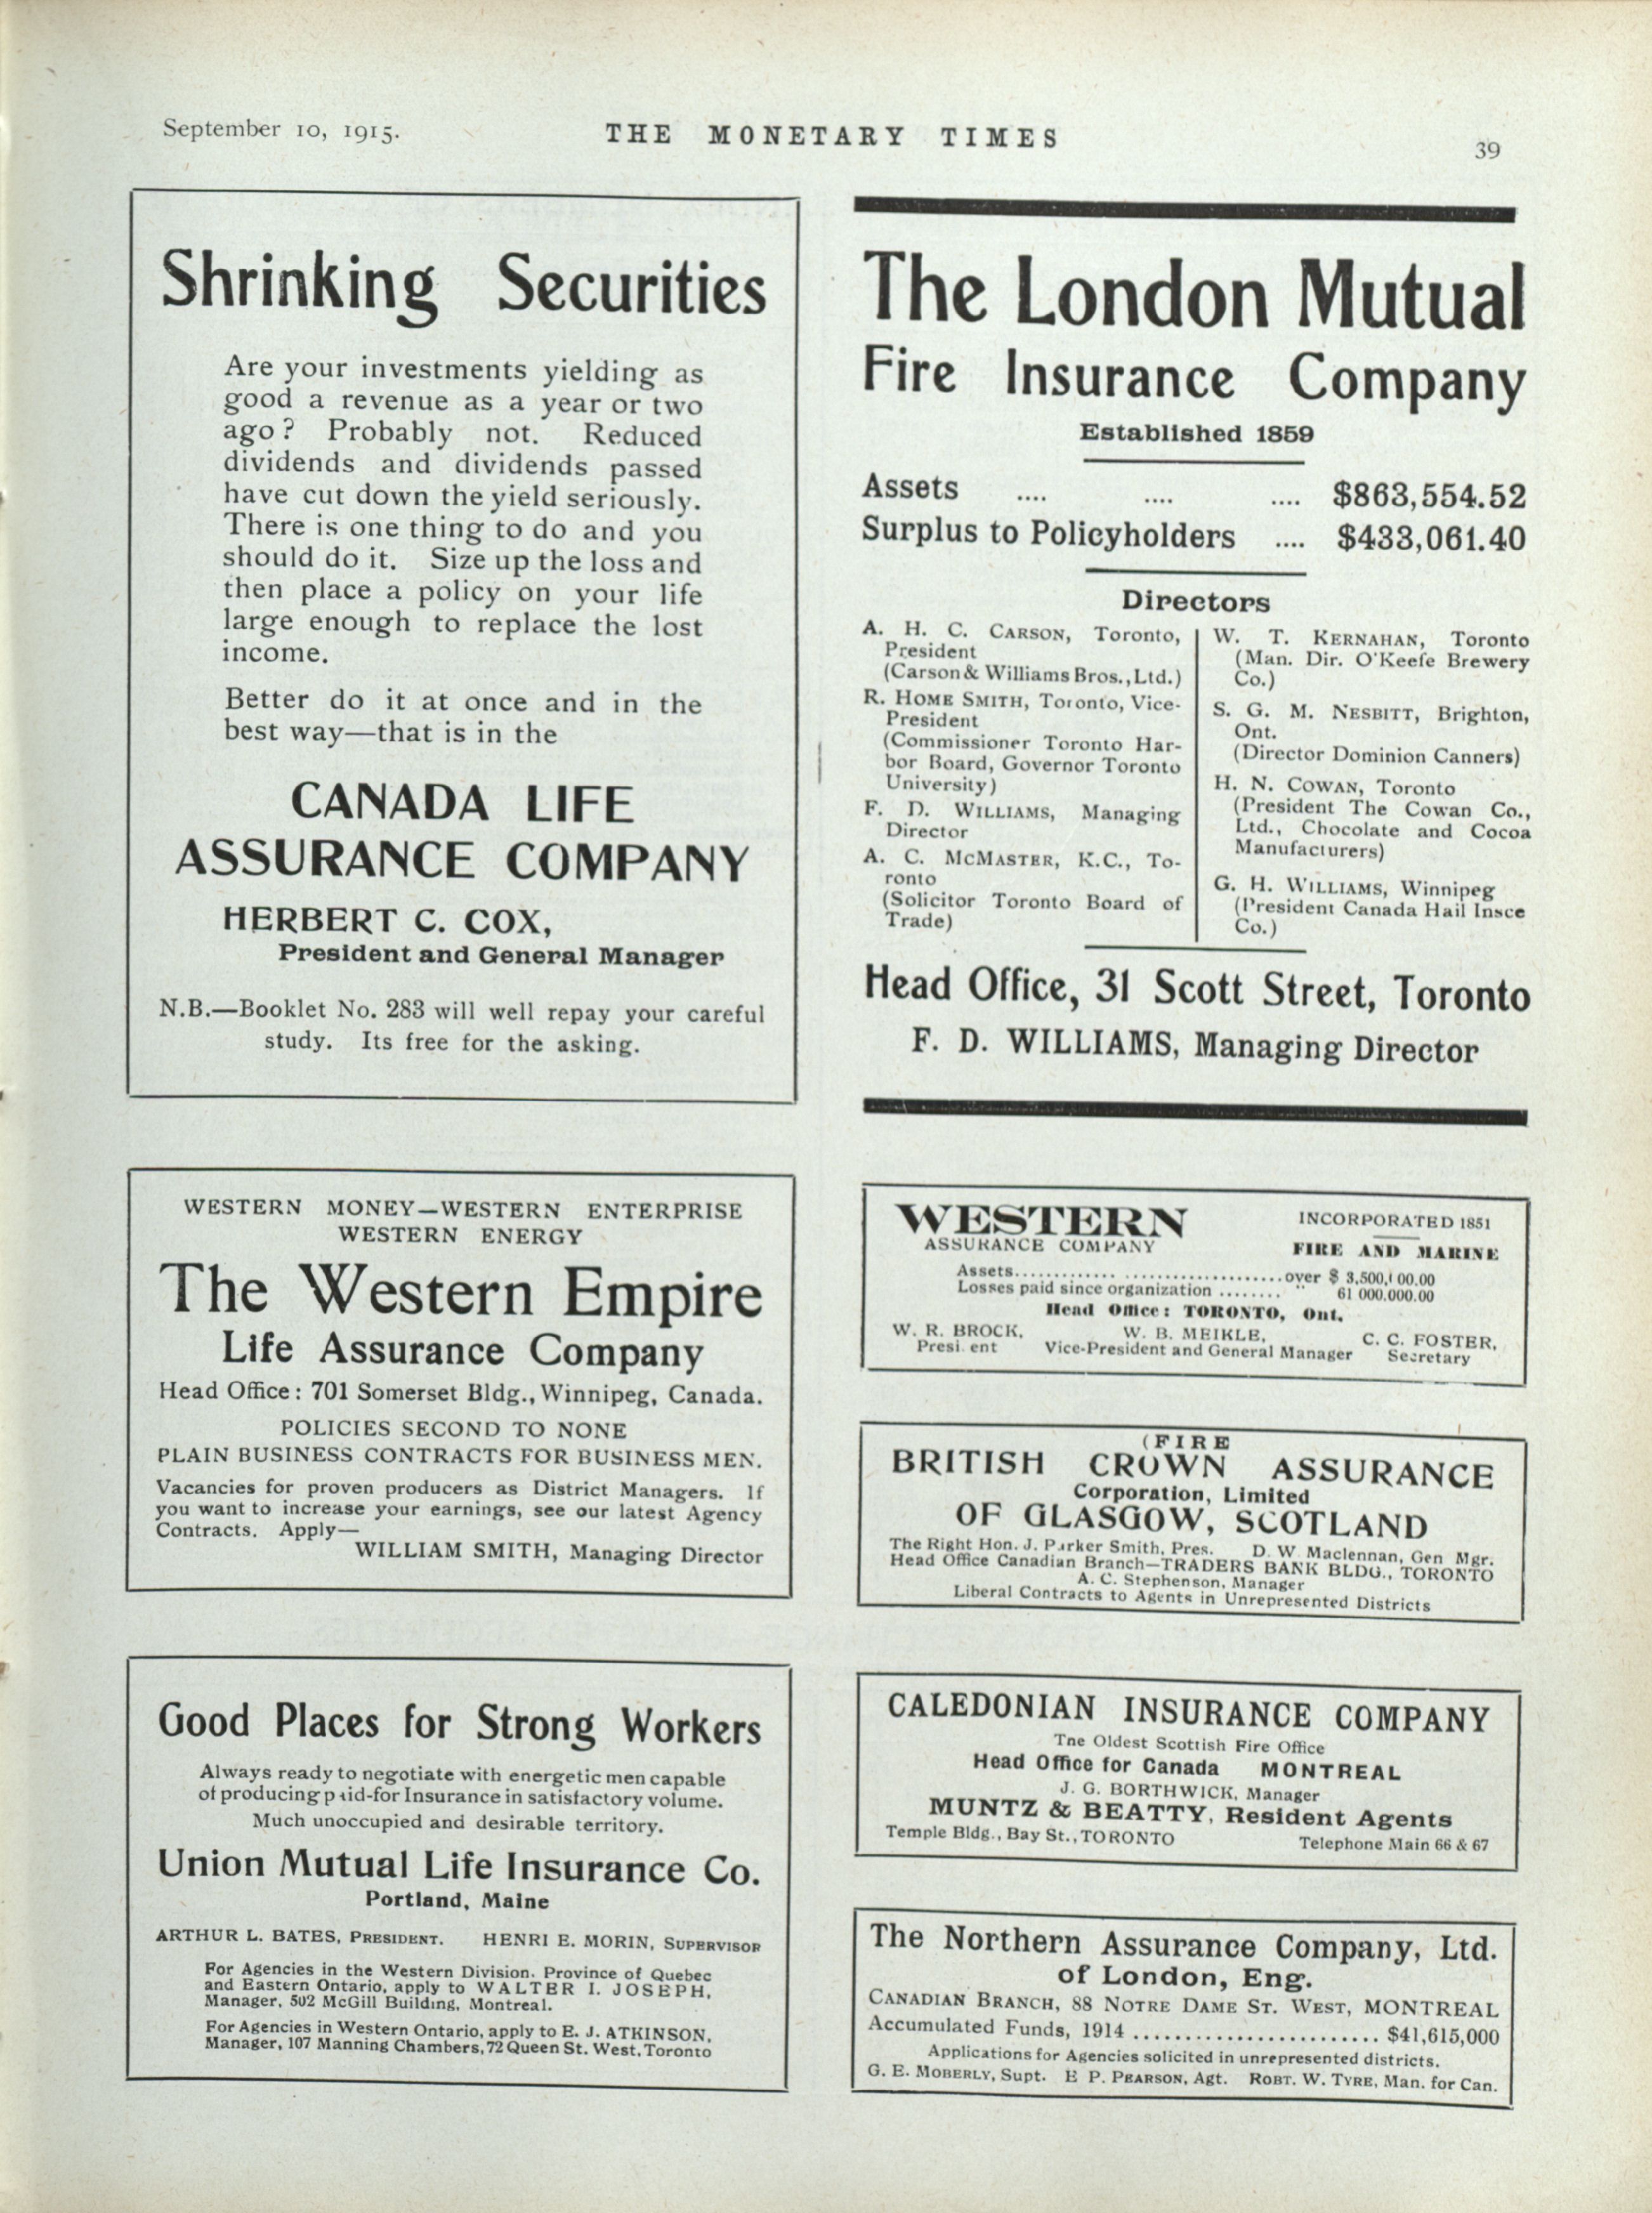 September 10, 1915.
THE MONETARY TIMES
39
Shrinking Securities
Are your investments yielding as
good a revenue as a year or two
ago? Probably not. Reduced
dividends and dividends passed
have cut down the yield seriously.
There is one thing to do and you
should do it. Size up the loss and
then place a policy on your life
large enough to replace the lost
income.
Better do it at once and in the
best way—that is in the
CANADA LIFE
ASSURANCE COMPANY
HERBERT C. COX,
President and General Manager
N.B.—Booklet No. 283 will well repay your careful
study. Its free for the asking.
WESTERN MONEY—WESTERN ENTERPRISE
WESTERN ENERGY
The Western Empire
Life Assurance Company
Head Office: 701 Somerset Bldg., Winnipeg, Canada.
POLICIES SECOND TO NONE
PLAIN BUSINESS CONTRACTS FOR BUSINESS MEN.
Vacancies for proven producers as District Managers. If
you want to increase your earnings, see our latest Agency
Contracts. Apply—
WILLIAM SMITH, Managing Director
Good Places for Strong Workers
Always ready to negotiate with energetic men capable
of producing paid-for Insurance in satisfactory volume.
Much unoccupied and desirable territory.
Union Mutual Life Insurance Co.
Portland, Maine
ARTHUR L. BATES, PRESIDENT. HENRI E. MORIN, SUPERVISOR
For Agencies in the Western Division, Province of Quebec
and Eastern Ontario, apply to WALTER I. JOSEPH,
Manager, 502 McGill Building, Montreal.
For Agencies in Western Ontario, apply to E. J. ATKINSON,
Manager, 107 Manning Chambers, 72 Queen St. West, Toronto
The London Mutual
Fire Insurance Company
Established 1859
Assets .... .... .... $863,554.52
Surplus to Policyholders .... $433,061.40
Directors
A. H. C. CARSON, Toronto,
President
(Carson & Williams Bros., Ltd.)
R. HOME SMITH, Toronto, Vice-
President
(Commissioner Toronto Har-
bor Board, Governor Toronto
University)
F. D. WILLIAMS, Managing
Director
A. C. MCMASTER, K.C., To-
ronto
(Solicitor Toronto Board of
Trade)
W. T. KERNAHAN, Toronto
(Man. Dir. O'Keefe Brewery
Co.)
S. G. M. NESBITT, Brighton,
Ont.
(Director Dominion Canners)
H. N. COWAN, Toronto
(President The Cowan Co.,
Ltd., Chocolate and Cocoa
Manufacturers)
G. H. WILLIAMS, Winnipeg
(President Canada Hail Insce
Co.)
Head Office, 31 Scott Street, Toronto
F. D. WILLIAMS, Managing Director
WESTERN INCORPORATED 1851
ASSURANCE COMPANY FIRE AND MARINE
Assets.................................................over $ 3,500,000.00
Losses paid since organization ........ " 61 000.000.00
Head Office: TORONTO, Ont.
W. R. BROCK, W. B. MEIKLE, C. C. FOSTER,
Presi ent Vice-President and General Manager Secretary
(FIRE
BRITISH CROWN ASSURANCE
Corporation, Limited
OF GLASGOW, SCOTLAND
The Right Hon. J. Parker Smith, Pres. D. W. Maclennan, Gen Mgr.
Head Office Canadian Branch—TRADERS BANK BLDG., TORONTO
A. C. Stephenson, Manager
Liberal Contracts to Agents in Unrepresented Districts
CALEDONIAN INSURANCE COMPANY
The Oldest Scottish Fire Office
Head Office for Canada MONTREAL
J. G. BORTHWICK, Manager
MUNTZ & BEATTY, Resident Agents
Temple Bldg., Bay St., TORONTO Telephone Main 66 & 67
The Northern Assurance Company, Ltd.
of London, Eng.
CANADIAN BRANCH, 88 NOTRE DAME ST. WEST, MONTREAL
Accumulated Funds, 1914 ........................ $41,615,000
Applications for Agencies solicited in unrepresented districts.
G. E. MOBERLY, Supt. E P. PEARSON, Agt. ROBT. W. TYRE, Man. for Can.